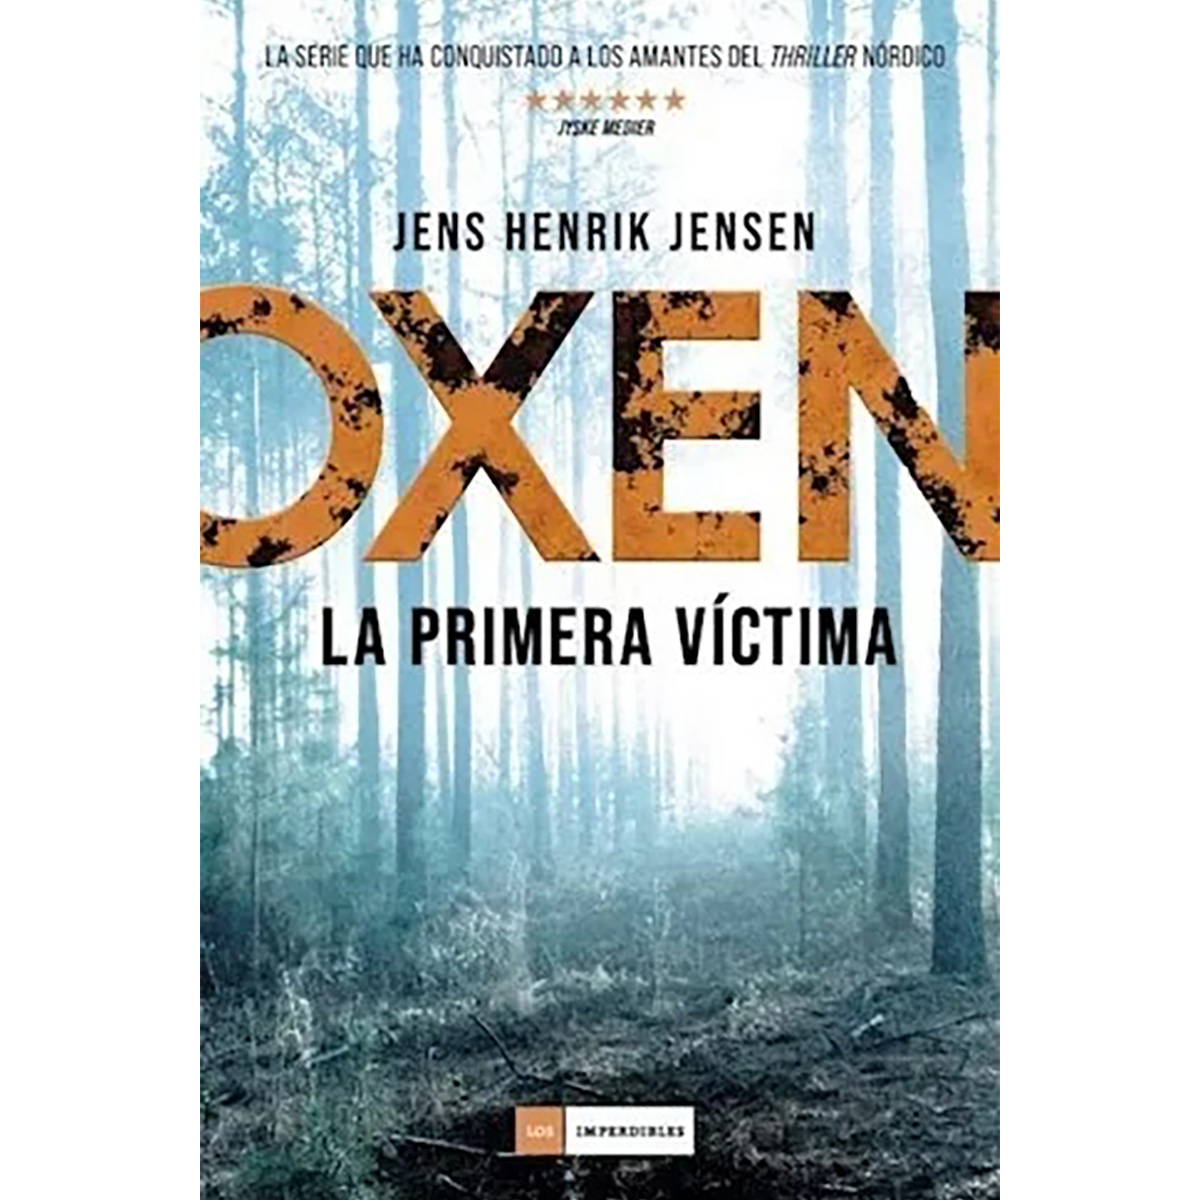 LA SERIE QUE HA CONQUISTADO A LOS AMANTES DEL THRILLER NÓRDICO
JYSKE MEDIER
JENS HENRIK JENSEN
OXEN
LA PRIMERA VÍCTIMA
LOS IMPERDIBLES